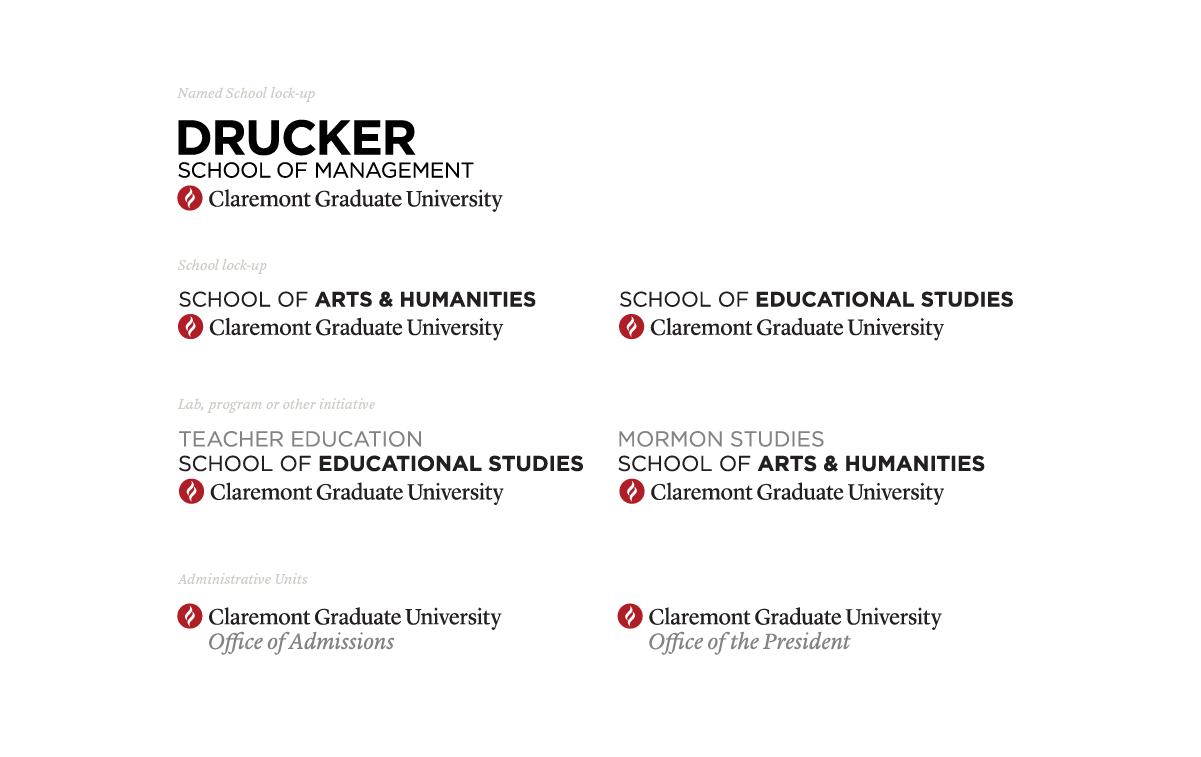 Named School lock-up
DRUCKER
SCHOOL OF MANAGEMENT
Claremont Graduate University
School lock-up
SCHOOL OF ARTS & HUMANITIES
Claremont Graduate University
SCHOOL OF EDUCATIONAL STUDIES
Claremont Graduate University
Lab, program or other initiative
TEACHER EDUCATION
SCHOOL OF EDUCATIONAL STUDIES
Claremont Graduate University
MORMON STUDIES
SCHOOL OF ARTS & HUMANITIES
Claremont Graduate University
Administrative Units
Claremont Graduate University
Office of Admissions
Claremont Graduate University
Office of the President